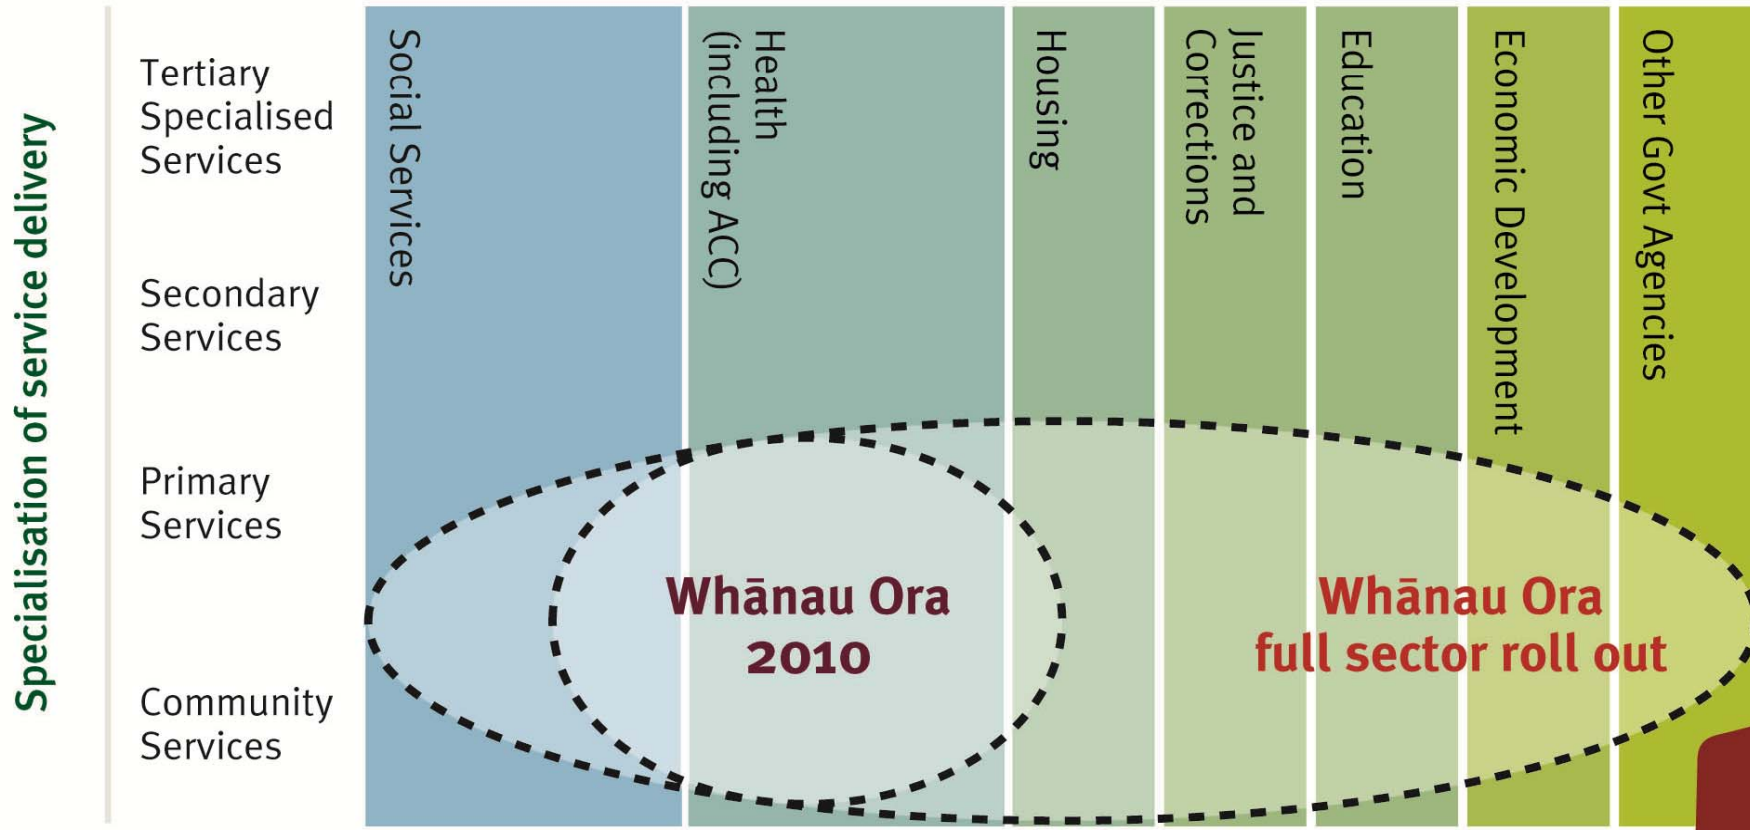 Specialisation of service delivery
Tertiary
Specialised
Services
Secondary
Services
Primary
Services
Community
Services
Social Services
Health
(including ACC)
Housing
Justice and
Corrections
Education
Economic Development
Other Govt Agencies
Whānau Ora
2010
Whānau Ora
full sector roll out